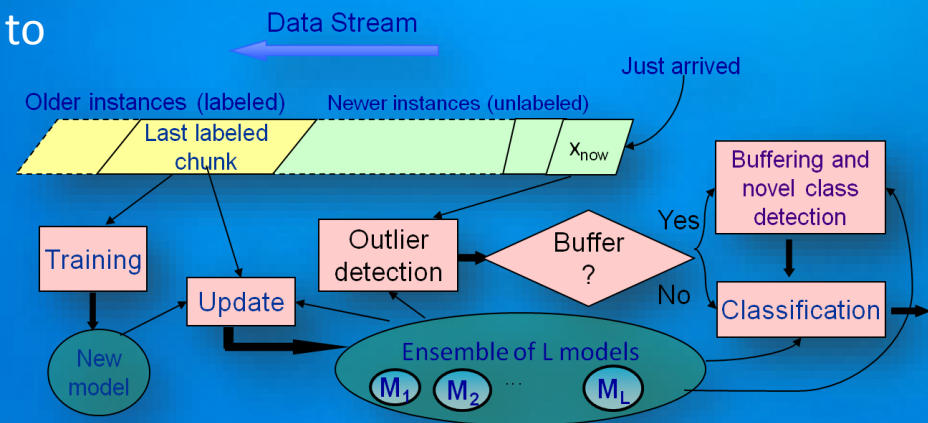 to
Data Stream
Just arrived
Older instances (labeled)
Newer instances (unlabeled)
Last labeled
chunk
xnow
Buffering and
novel class
detection
Yes
Outlier
detection
Buffer
?
Training
Update
No
Classification
New
model
Ensemble of L models
M1
M2
...
ML